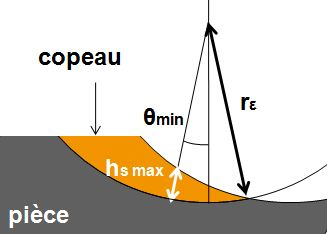 copeau
θmin
rε
hs max
pièce